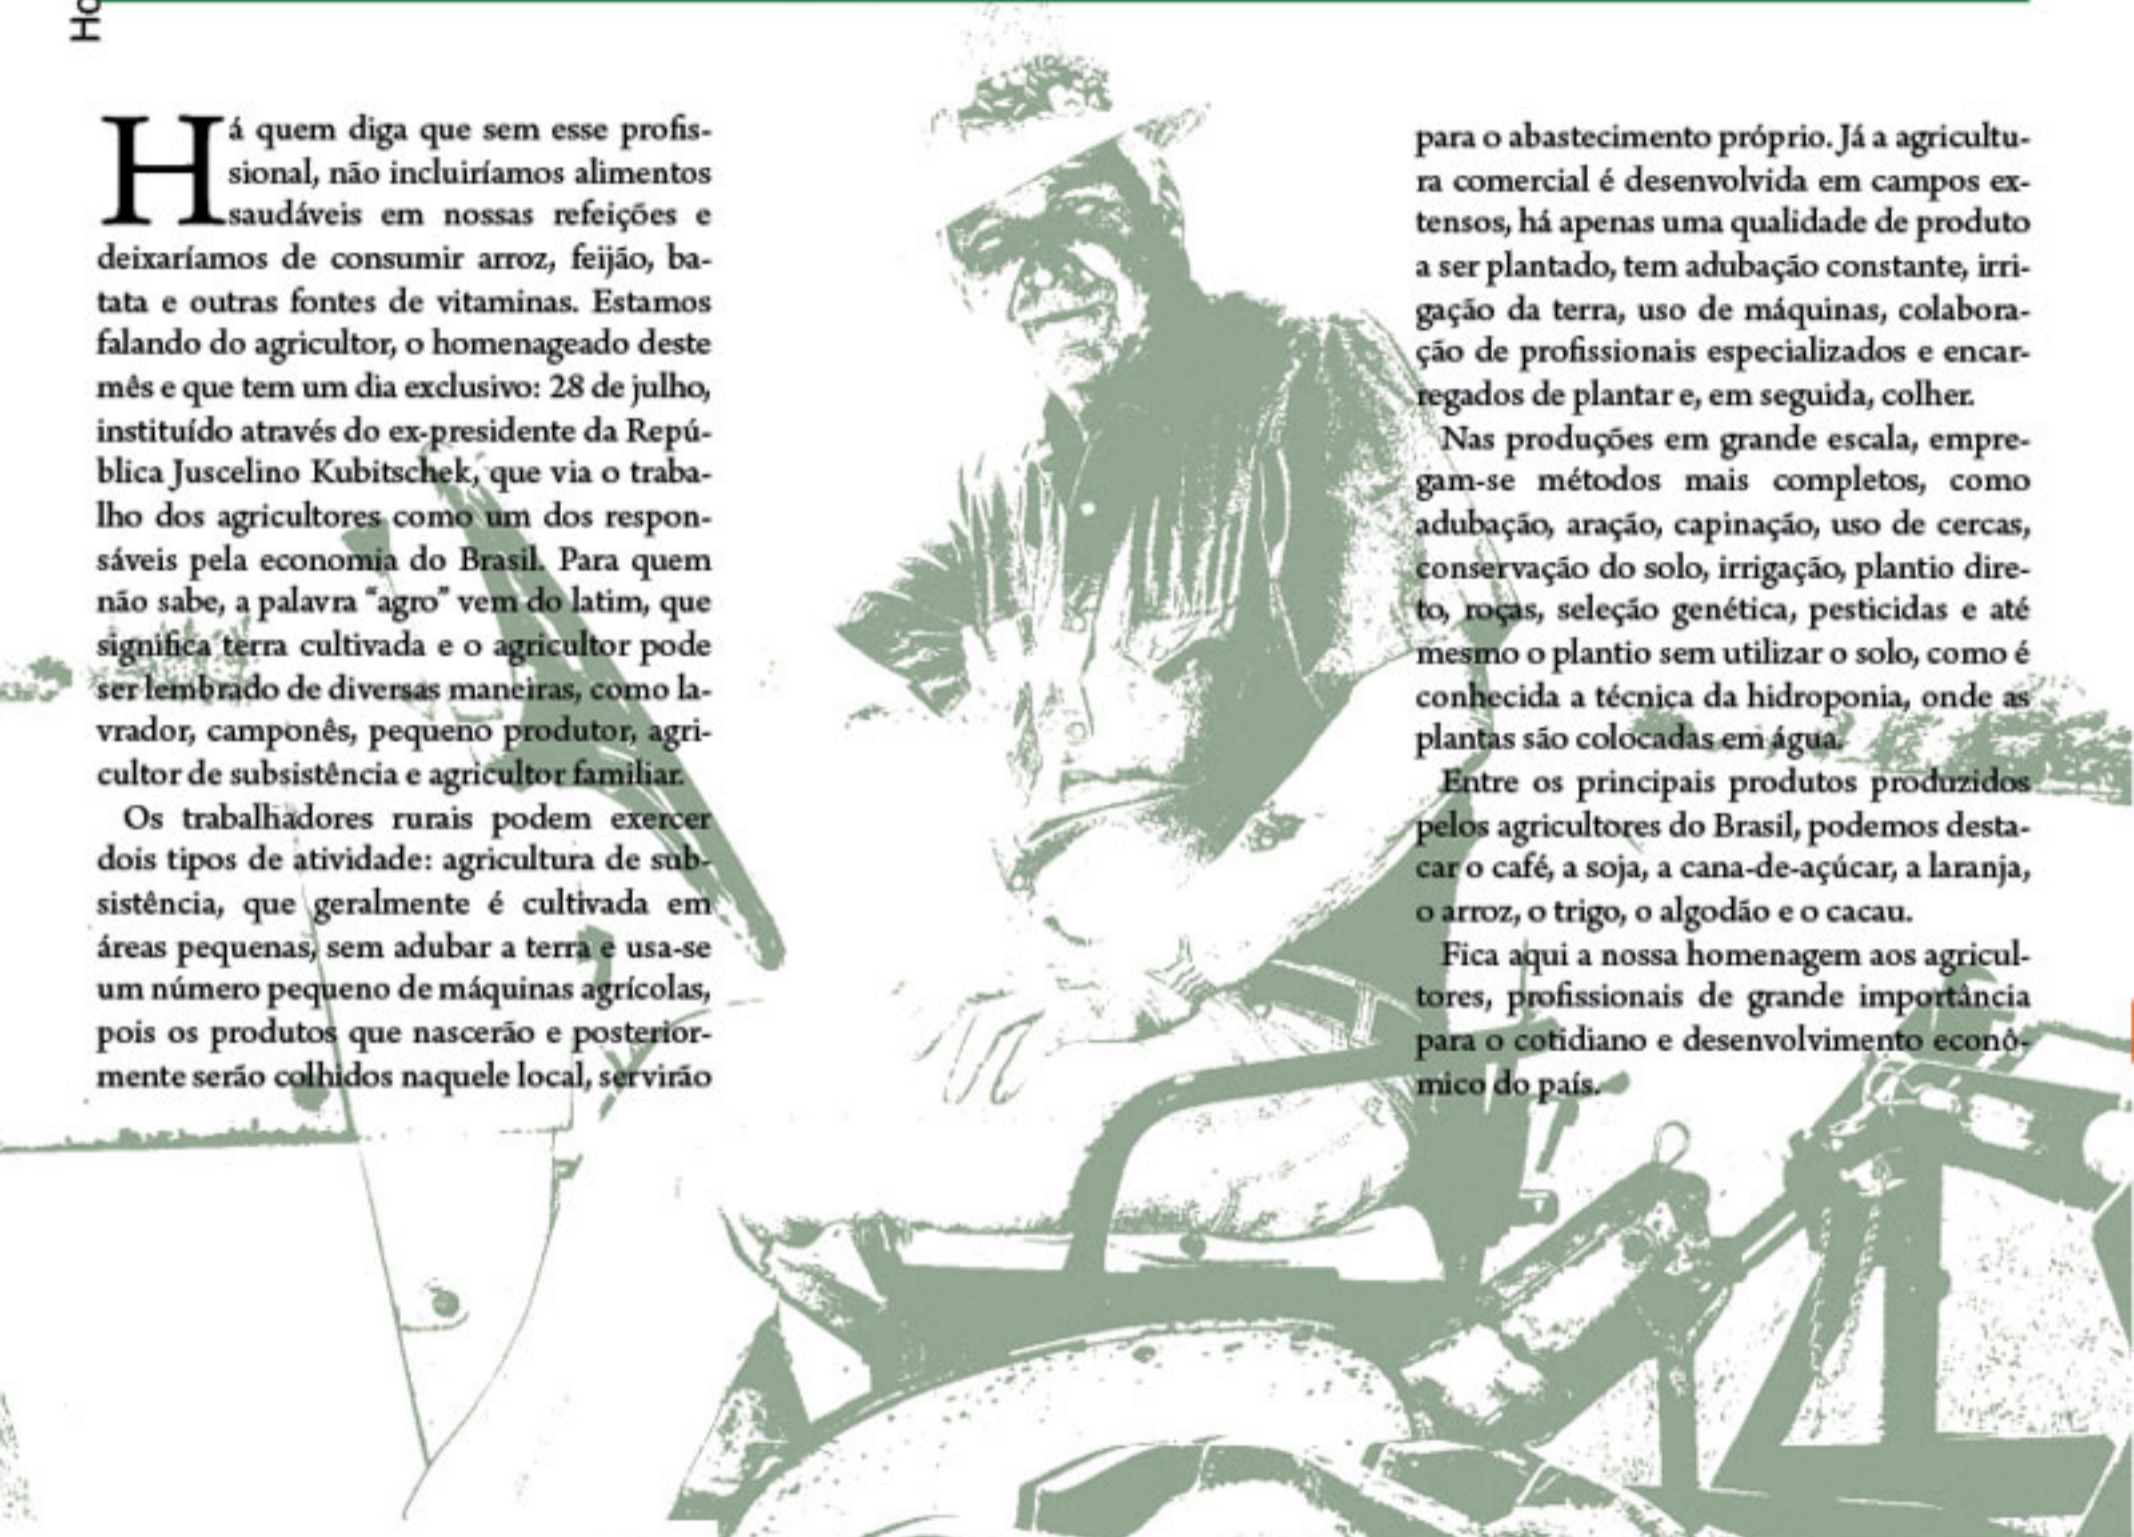 Ho
Há quem diga que sem esse profis-
sional, não incluiríamos alimentos
saudáveis em nossas refeições e
deixaríamos de consumir arroz, feijão, ba-
tata e outras fontes de vitaminas. Estamos
falando do agricultor, o homenageado deste
mês e que tem um dia exclusivo: 28 de julho,
instituído através do ex-presidente da Repú-
blica Juscelino Kubitschek, que via o traba-
lho dos agricultores como um dos respon-
sáveis pela economia do Brasil. Para quem
não sabe, a palavra “agro” vem do latim, que
significa terra cultivada e o agricultor pode
ser lembrado de diversas maneiras, como la-
vrador, camponês, pequeno produtor, agri-
cultor de subsistência e agricultor familiar.
Os trabalhadores rurais podem exercer
dois tipos de atividade: agricultura de sub-
sistência, que geralmente é cultivada em
áreas pequenas, sem adubar a terra e usa-se
um número pequeno de máquinas agrícolas,
pois os produtos que nascerão e posterior-
mente serão colhidos naquele local, servirão
para o abastecimento próprio. Já a agricultu-
ra comercial é desenvolvida em campos ex-
tensos, há apenas uma qualidade de produto
a ser plantado, tem adubação constante, irri-
gação da terra, uso de máquinas, colabora-
ção de profissionais especializados e encar-
regados de plantar e, em seguida, colher.
Nas produções em grande escala, empre-
gam-se métodos mais completos, como
adubação, aração, capinação, uso de cercas,
conservação do solo, irrigação, plantio dire-
to, roças, seleção genética, pesticidas e até
mesmo o plantio sem utilizar o solo, como é
conhecida a técnica da hidroponia, onde as
plantas são colocadas em água.
Entre os principais produtos produzidos
pelos agricultores do Brasil, podemos desta-
car o café, a soja, a cana-de-açúcar, a laranja,
o arroz, o trigo, o algodão e o cacau.
Fica aqui a nossa homenagem aos agricul-
tores, profissionais de grande importância
para o cotidiano e desenvolvimento econô-
mico do país.